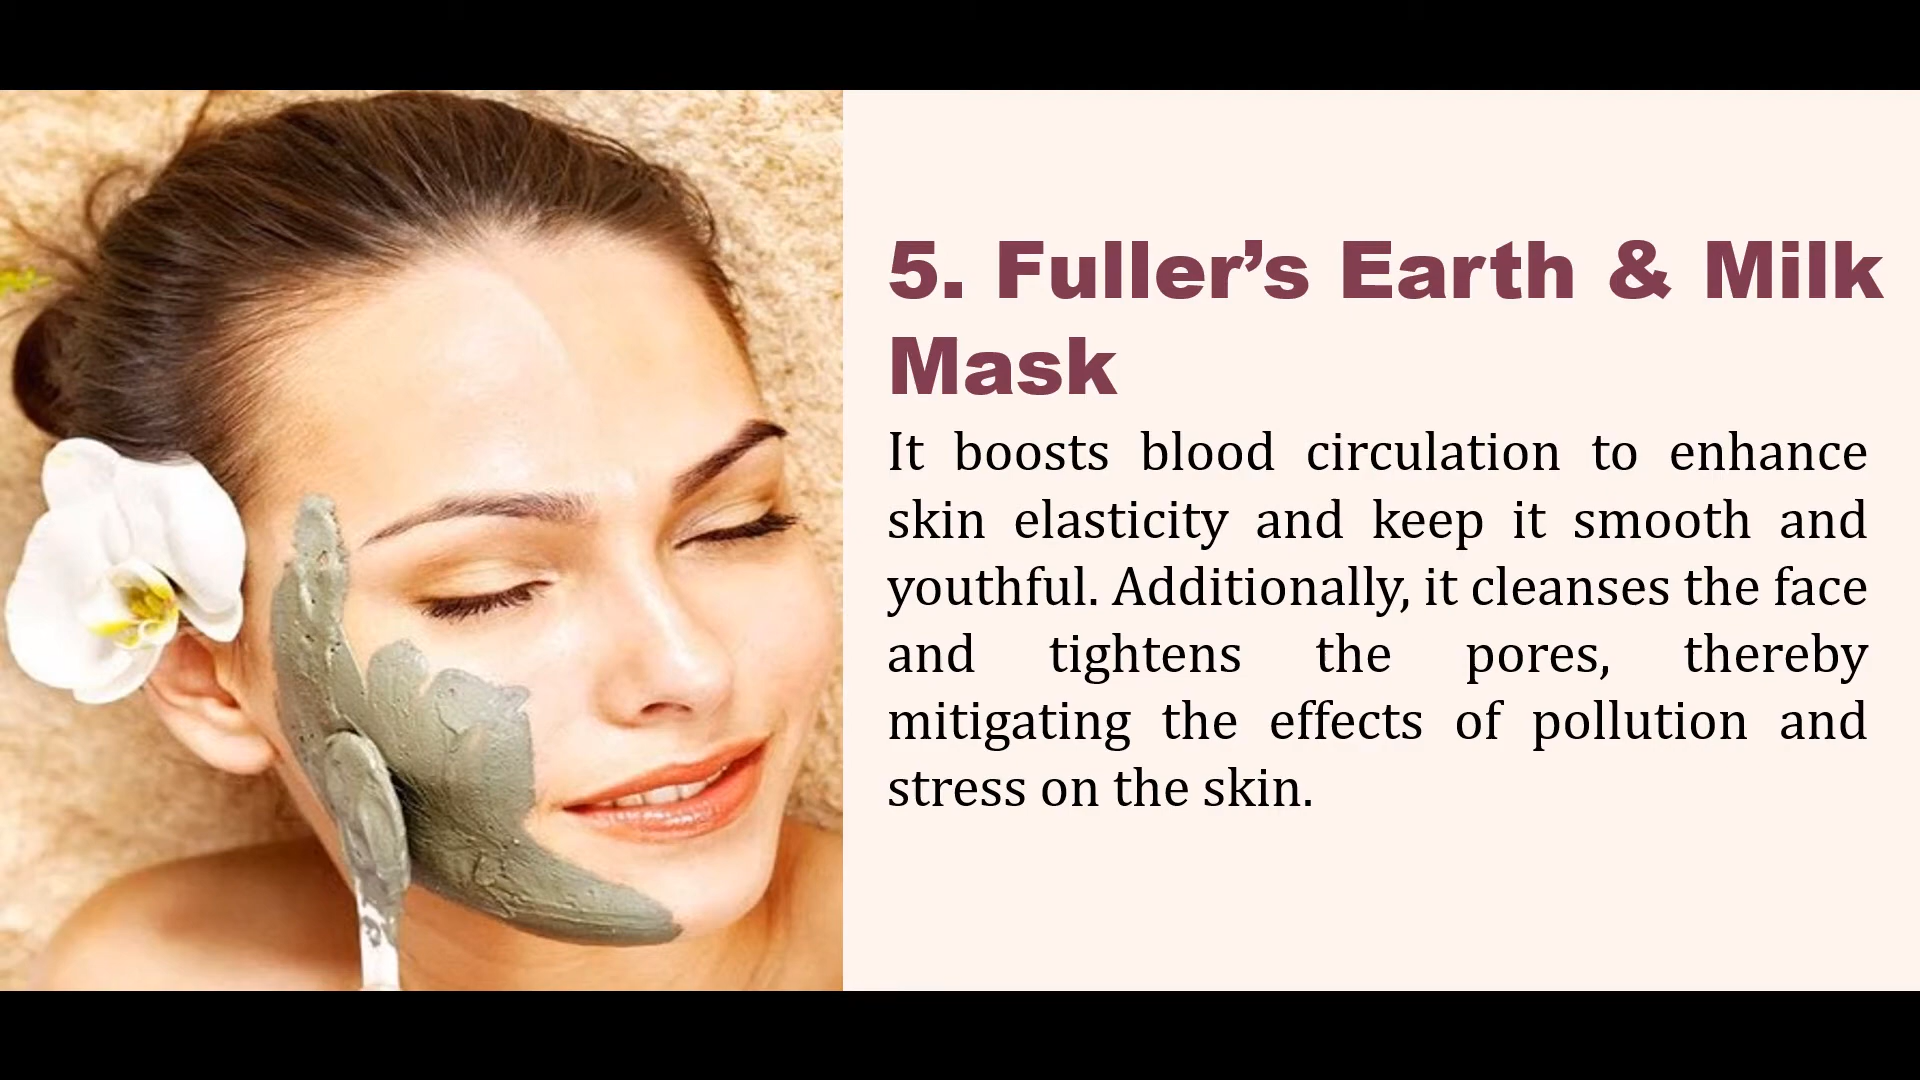 5. Fuller’s Earth & Milk
Mask
It boosts blood circulation to enhance
skin elasticity and keep it smooth and
youthful. Additionally, it cleanses the face
and tightens the pores, thereby
mitigating the effects of pollution and
stress on the skin.